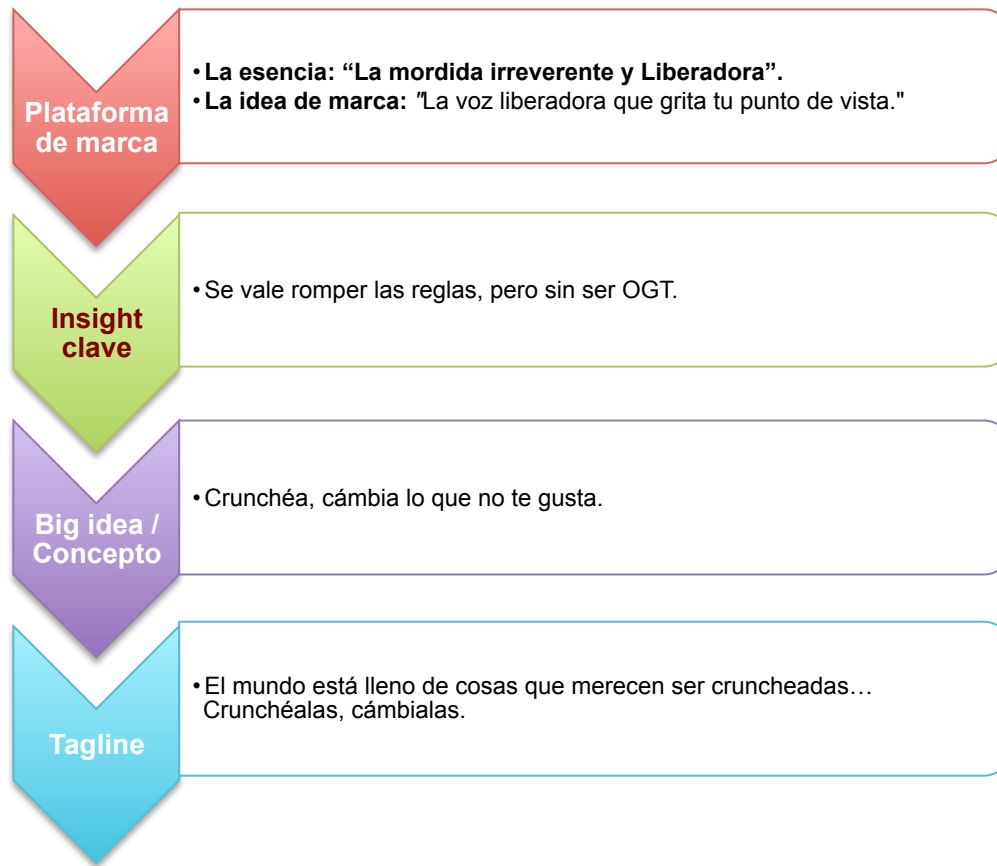 Plataforma
de marca
•La esencia: “La mordida irreverente y Liberadora”.
•La idea de marca: "La voz liberadora que grita tu punto de vista."
Insight
clave
•Se vale romper las reglas, pero sin ser OGT.
Big idea /
Concepto
•Crunchéa, cámbia lo que no te gusta.
Tagline
•El mundo está lleno de cosas que merecen ser cruncheadas…
Crunchéalas, cámbialas.